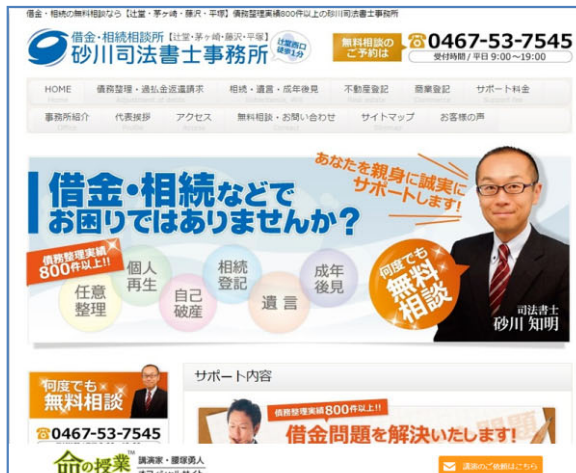 借金・相続の無料相談なら【辻堂・茅ヶ崎・藤沢・平塚】債務整理実績800件以上の砂川司法書士事務所
借金・相続相談所【辻堂・茅ヶ崎・藤沢・平塚】
砂川司法書士事務所
辻堂西口
徒歩1分
無料相談の
ご予約は
0467-53-7545
受付時間 / 平日 9:00～19:00
HOME 債務整理・過払金返還請求 相続・遺言・成年後見 不動産登記 商業登記 サポート料金
事務所紹介 代表挨拶 アクセス 無料相談・お問い合わせ サイトマップ お客様の声
あなたを親身に誠実に
サポートします!
借金・相続などで
お困りではありませんか?
債務整理実績
800件以上!!
任意
整理
個人
再生
自己
破産
相続
登記
遺言
成年
後見
何度でも
無料
相談
司法書士
砂川 知明
何度でも
無料相談
0467-53-7545
サポート内容
債務整理実績800件以上!!
借金問題を解決いたします!
命の授業 講演家・腰塚勇人
講演のご依頼はこちら